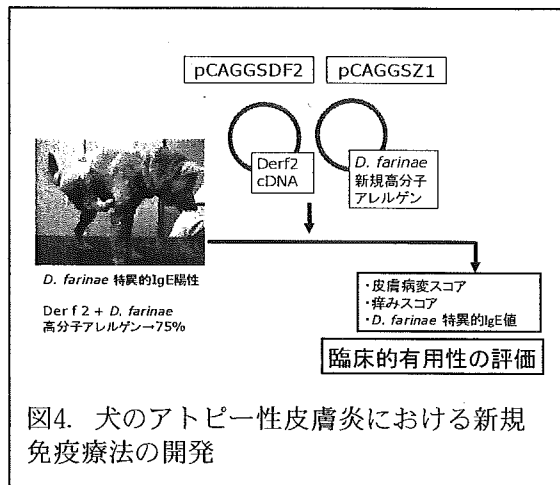 pCAGGSDF2
pCAGGSZ1
Derf2
cDNA
D. farinae
新規高分子
アレルゲン
D. farinae 特異的IgE陽性
Der f 2 + D. farinae
高分子アレルゲン→75%
・皮膚病変スコア
・痒みスコア
・D. farinae 特異的IgE値
臨床的有用性の評価
図4. 犬のアトピー性皮膚炎における新規
免疫療法の開発